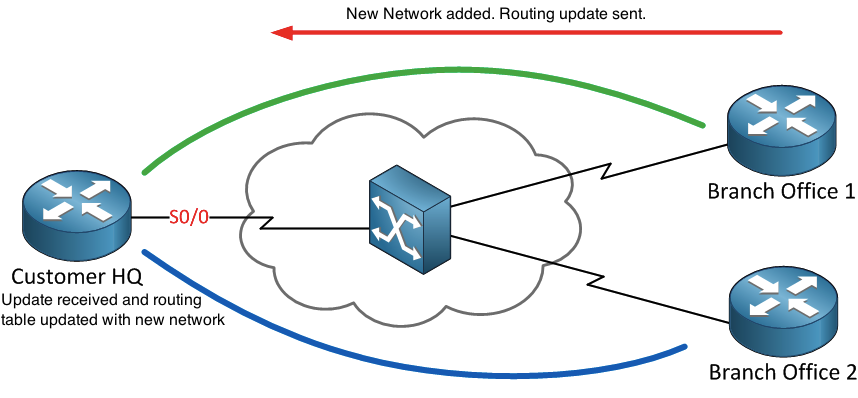 New Network added. Routing update sent.
Branch Office 1
S0/0
Customer HQ
Update received and routing
table updated with new network
Branch Office 2